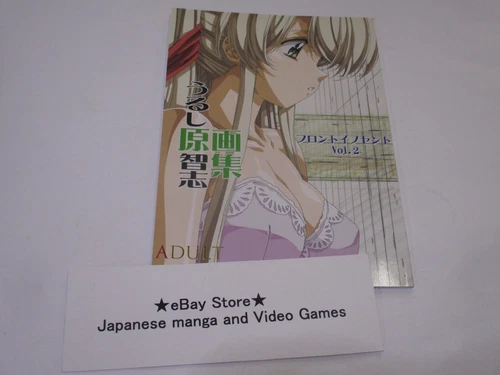 うるし原智志
画集
フロントイノセント
Vol.2
ADULT
★eBay Store★
Japanese manga and Video Games